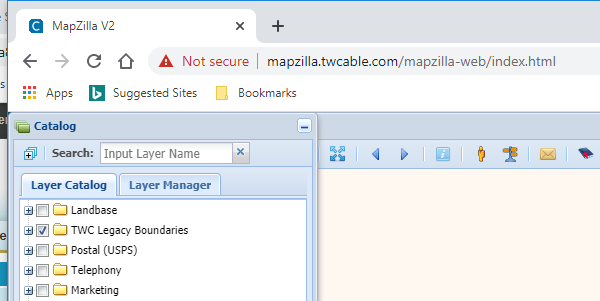 MapZilla V2
Not secure | mapzilla.twcable.com/mapzilla-web/index.html
Apps Suggested Sites Bookmarks
Catalog
Search: Input Layer Name
Layer Catalog Layer Manager
Landbase
TWC Legacy Boundaries
Postal (USPS)
Telephony
Marketing